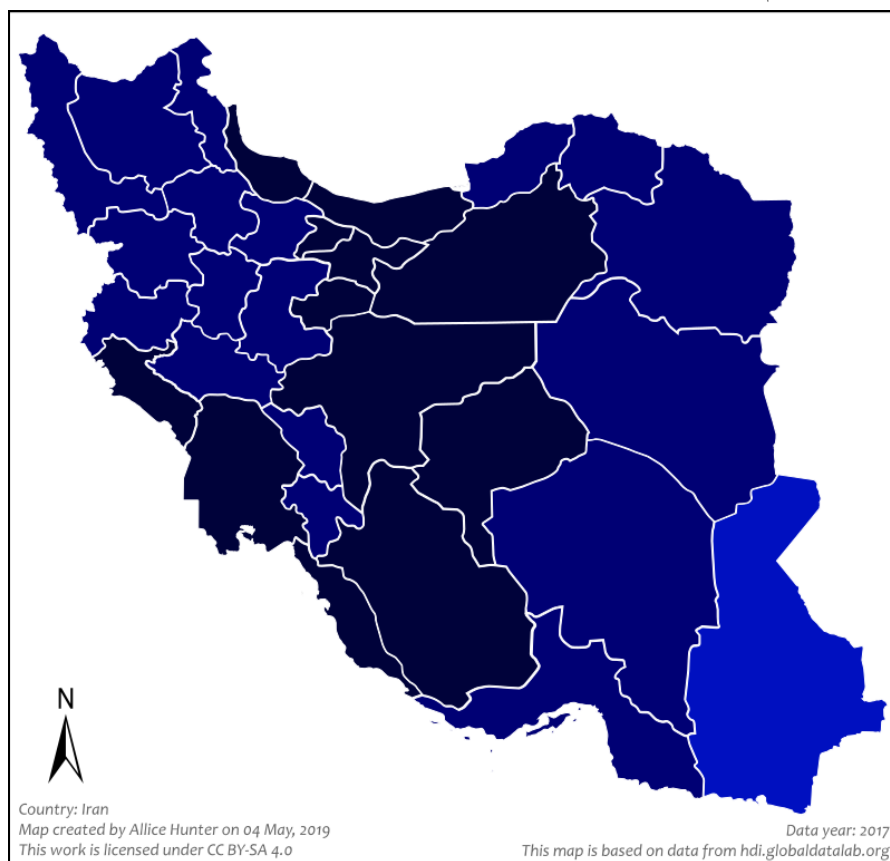 N
Country: Iran
Map created by Allice Hunter on 04 May, 2019
This work is licensed under CC BY-SA 4.0
Data year: 2017
This map is based on data from hdi.globaldatalab.org